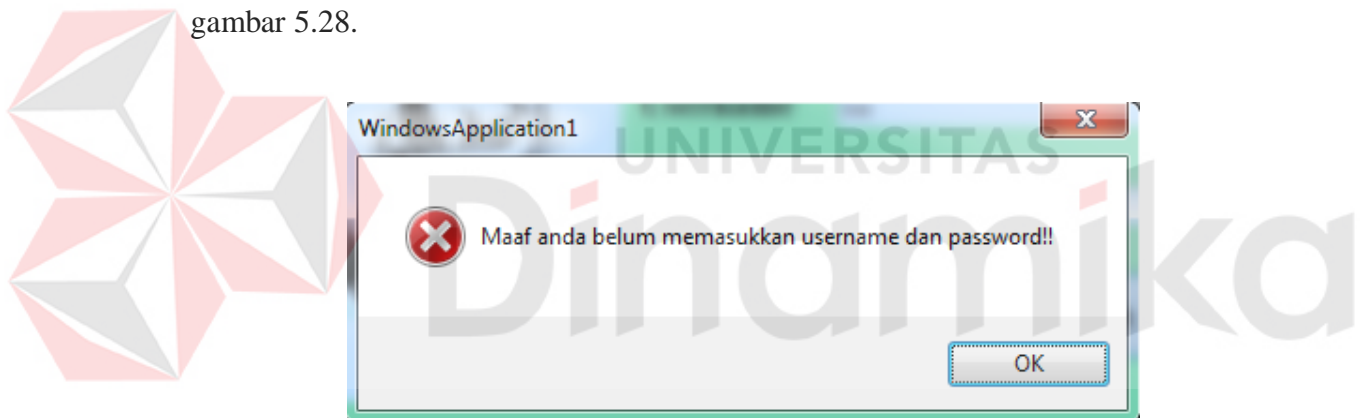 gambar 5.28.
WindowsApplication1
UNIVERSITAS
Dinamika
Maaf anda belum memasukkan username dan password!!
OK